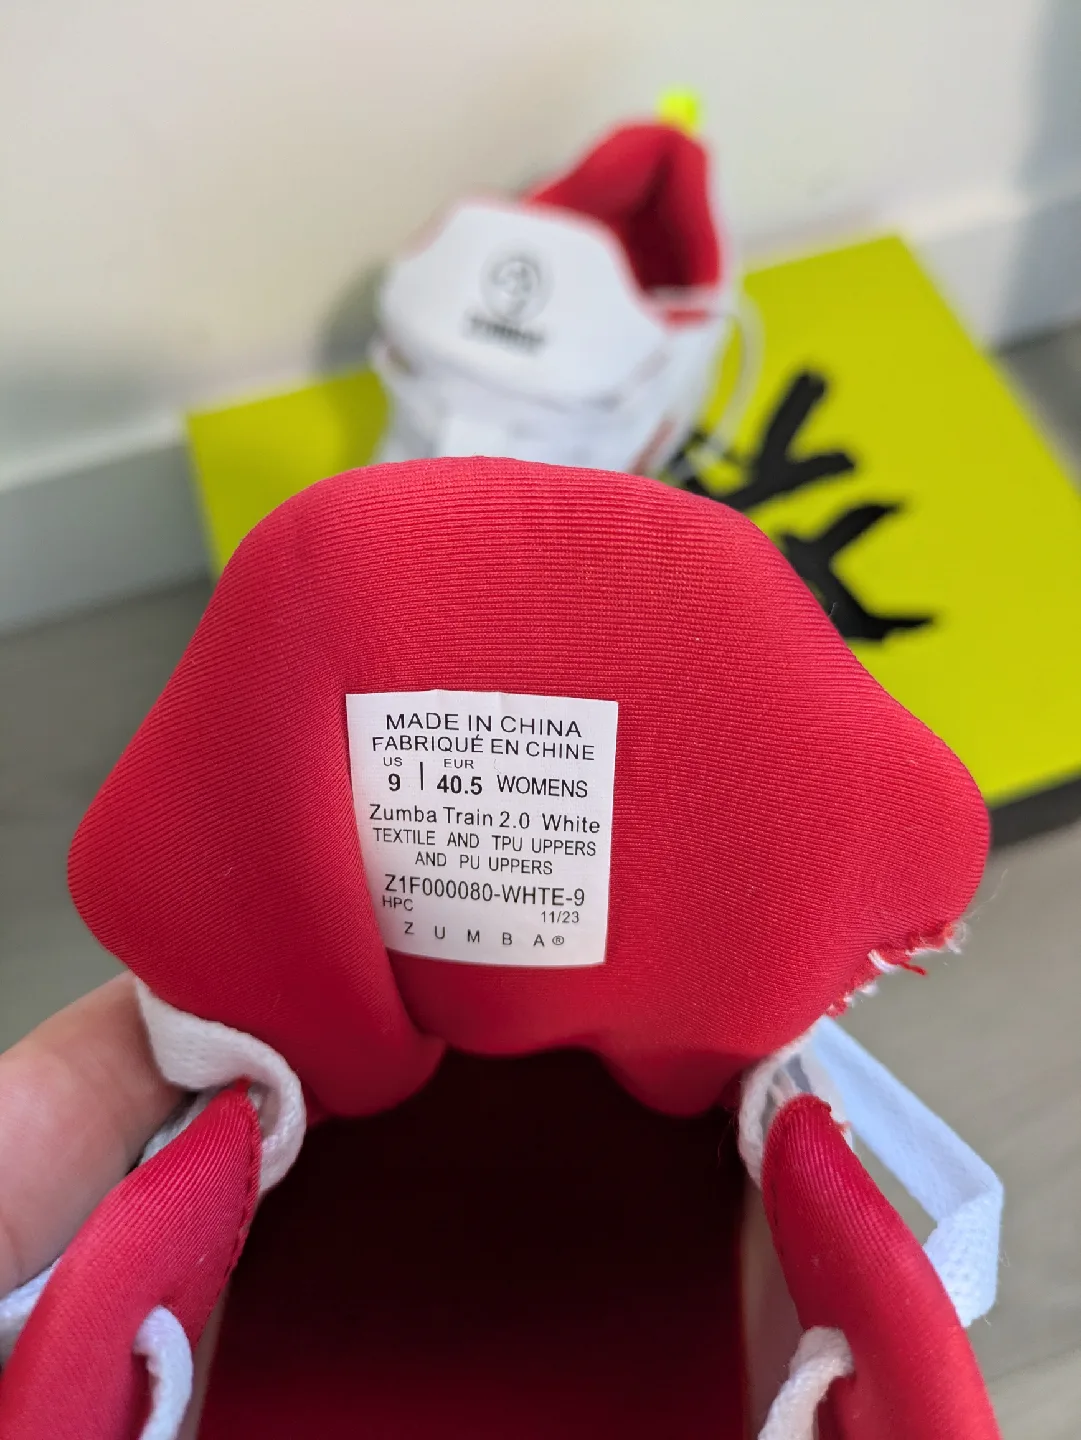 MADE IN CHINA
FABRIQUÉ EN CHINE
US EUR
9 | 40.5 WOMENS
Zumba Train 2.0 White
TEXTILE AND TPU UPPERS
AND PU UPPERS
Z1F000080-WHTE-9
HPC 11/23
ZUMBA®